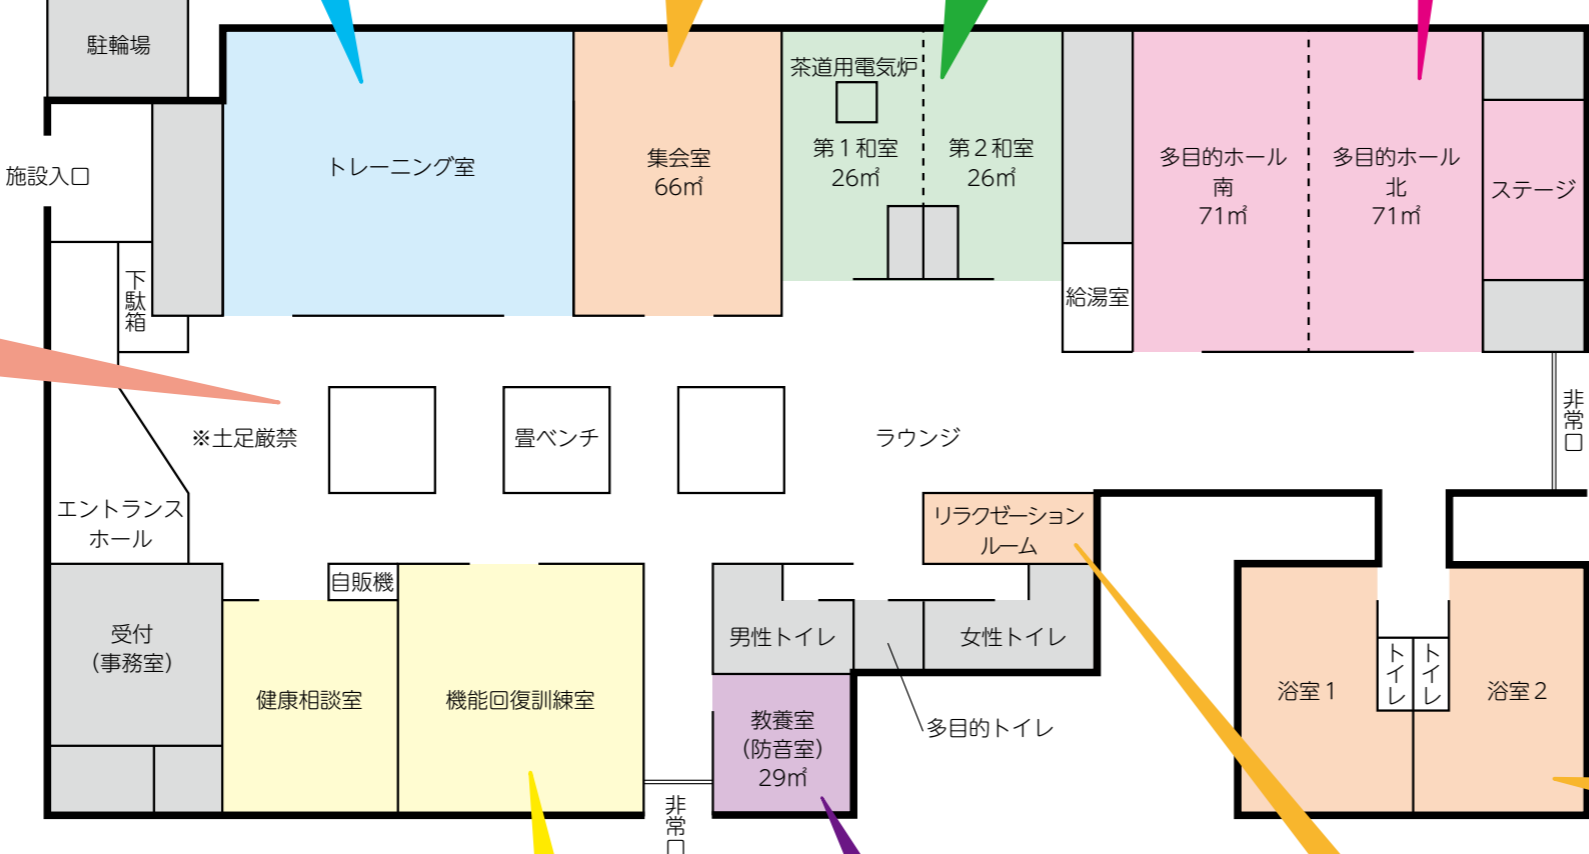 駐輪場
施設入口
下駄箱
トレーニング室
集会室
66㎡
茶道用電気炉
第１和室
26㎡
第２和室
26㎡
給湯室
多目的ホール
南
71㎡
多目的ホール
北
71㎡
ステージ
※土足厳禁
畳ベンチ
ラウンジ
非常口
エントランス
ホール
リラクゼーション
ルーム
自販機
受付
（事務室）
健康相談室
機能回復訓練室
男性トイレ
女性トイレ
多目的トイレ
教養室
（防音室）
29㎡
非常口
浴室１
トイレ
トイレ
浴室２